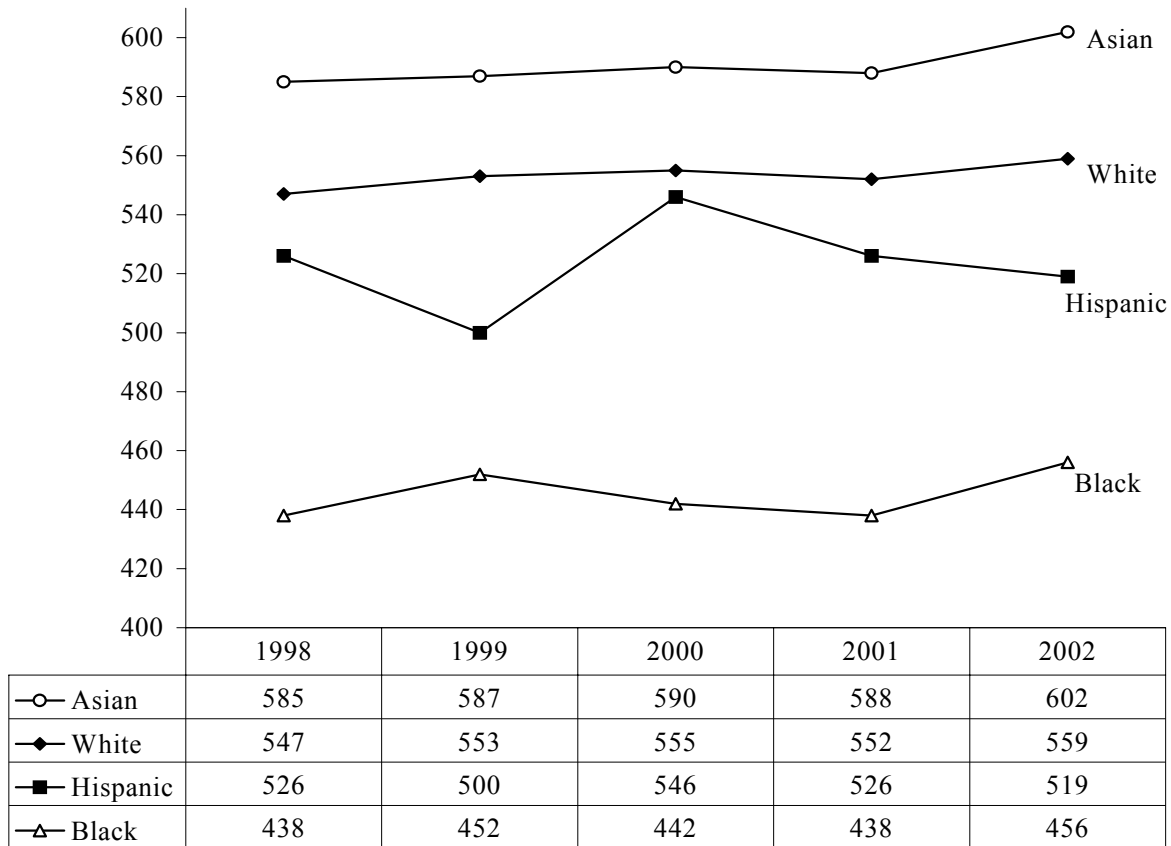 600
Asian
580
560
White
540
520
Hispanic
500
480
460
Black
440
420
400
1998 1999 2000 2001 2002
Asian 585 587 590 588 602
White 547 553 555 552 559
Hispanic 526 500 546 526 519
Black 438 452 442 438 456